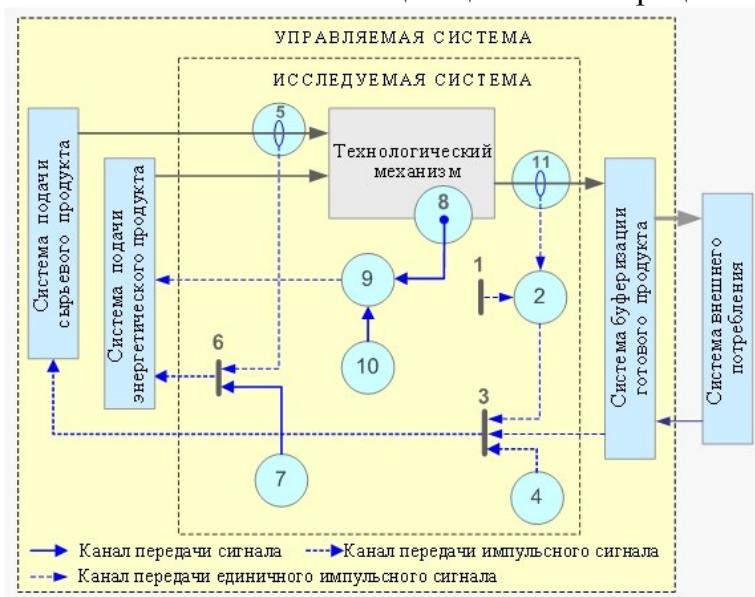 УПРАВЛЯЕМАЯ СИСТЕМА
ИССЛЕДУЕМАЯ СИСТЕМА
Система подачи
сырьевого продукта
Система подачи
энергетического продукта
5
Технологический
механизм
11
8
9
1
2
10
6
3
7
4
Система буферизации
готового продукта
Система внешнего
потребления
Канал передачи сигнала
Канал передачи импульсного сигнала
Канал передачи единичного импульсного сигнала